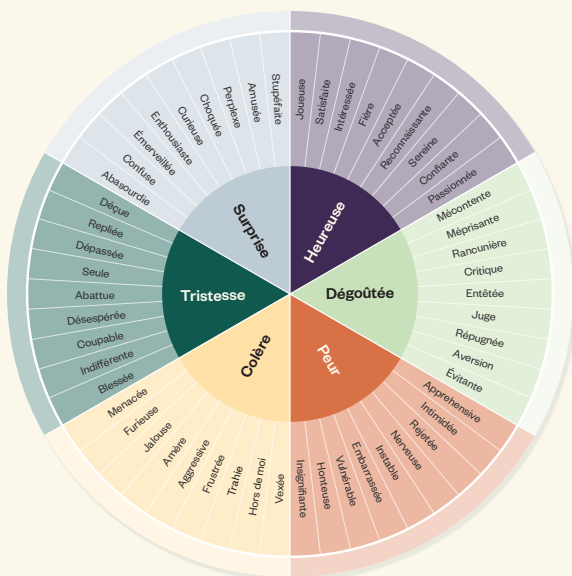 Heureuse
Joueuse
Satisfaite
Intéressée
Fière
Acceptée
Reconnaissante
Sereine
Confiante
Passionnée
Dégoûtée
Mécontente
Méprisante
Rancunière
Critique
Entêtée
Juge
Répugnée
Aversion
Évitante
Peur
Apprehensive
Intimidée
Rejetée
Nerveuse
Instable
Embarrassée
Vulnérable
Honteuse
Insignifiante
Colère
Vexée
Hors de moi
Trahie
Frustrée
Aggressive
Amère
Jalouse
Furieuse
Menacée
Tristesse
Blessée
Indifférente
Coupable
Désespérée
Abattue
Seule
Dépassée
Repliée
Déçue
Surprise
Abasourdie
Confuse
Émerveillée
Enthousiaste
Curieuse
Choquée
Perplexe
Amusée
Stupéfaite